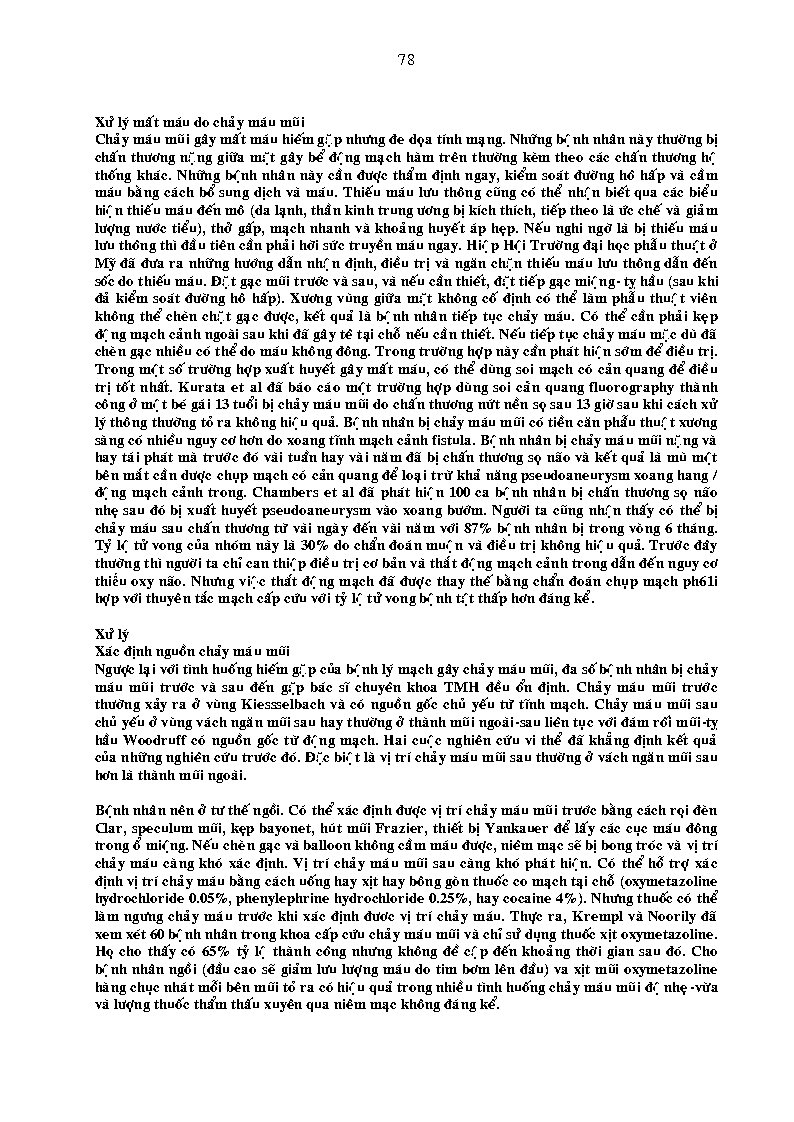 78
Xử lý mất máu do chảy máu mũi
Chảy máu mũi gây mất máu hiếm gặp nhưng đe dọa tính mạng. Những bệnh nhân này thường bị
chấn thương nặng giữa mặt gây bể động mạch hàm trên thường kèm theo các chấn thương hệ
thống khác. Những bệnh nhân này cần được thẩm định ngay, kiểm soát đường hô hấp và cầm
máu bằng cách bổ sung dịch và máu. Thiếu máu lưu thông cũng có thể nhận biết qua các biểu
hiện thiếu máu đến mô (da lạnh, thần kinh trung ương bị kích thích, tiếp theo là ức chế và giảm
lượng nước tiểu), thở gấp, mạch nhanh và khoảng huyết áp hẹp. Nếu nghi ngờ là bị thiếu máu
lưu thông thì đầu tiên cần phải hồi sức truyền máu ngay. Hiệp Hội Trường đại học phẫu thuật ở
Mỹ đã đưa ra những hướng dẫn nhận định, điều trị và ngăn chặn thiếu máu lưu thông dẫn đến
sốc do thiếu máu. Đặt gạc mũi trước và sau, và nếu cần thiết, đặt tiếp gạc miệng- tỵ hầu (sau khi
đả kiểm soát đường hô hấp). Xương vùng giữa mặt không cố định có thể làm phẫu thuật viên
không thể chèn chặt gạc được, kết quả là bệnh nhân tiếp tục chảy máu. Có thể cần phải kẹp
động mạch cảnh ngoài sau khi đã gây tê tại chỗ nếu cần thiết. Nếu tiếp tục chảy máu mặc dù đã
chèn gạc nhiều có thể do máu không đông. Trong trường hợp này cần phát hiện sớm để điều trị.
Trong một số trường hợp xuất huyết gây mất máu, có thể dùng soi mạch có cản quang để điều
trị tốt nhất. Kurata et al đã báo cáo một trường hợp dùng soi cản quang fluorography thành
công ở một bé gái 13 tuổi bị chảy máu mũi do chấn thương nứt nền sọ sau 13 giờ sau khi cách xử
lý thông thường tỏ ra không hiệu quả. Bệnh nhân bị chảy máu mũi có tiền căn phẫu thuật xương
sàng có nhiều nguy cơ hơn do xoang tĩnh mạch cảnh fistula. Bệnh nhân bị chảy máu mũi nặng và
hay tái phát mà trước đó vài tuần hay vài năm đã bị chấn thương sọ não và kết quả là mù một
bên mắt cần dược chụp mạch có cản quang để loại trừ khả năng pseudoaneurysm xoang hang /
động mạch cảnh trong. Chambers et al đã phát hiện 100 ca bệnh nhân bị chấn thương sọ não
nhẹ sau đó bị xuất huyết pseudoaneurysm vào xoang bướm. Người ta cũng nhận thấy có thể bị
chảy máu sau chấn thương từ vài ngày đến vài năm với 87% bệnh nhân bị trong vòng 6 tháng.
Tỷ lệ tử vong của nhóm này là 30% do chẩn đoán muộn và điều trị không hiệu quả. Trước đây
thường thì người ta chỉ can thiệp điều trị cơ bản và thắt động mạch cảnh trong dẫn đến nguy cơ
thiếu oxy não. Nhưng việc thắt động mạch đã được thay thế bằng chẩn đoán chụp mạch ph61i
hợp với thuyên tắc mạch cấp cứu với tỷ lệ tử vong bệnh tật thấp hơn đáng kể.
Xử lý
Xác định nguồn chảy máu mũi
Ngược lại với tình huống hiếm gặp của bệnh lý mạch gây chảy máu mũi, đa số bệnh nhân bị chảy
máu mũi trước và sau đến gặp bác sĩ chuyên khoa TMH đều ổn định. Chảy máu mũi trước
thường xảy ra ở vùng Kiessselbach và có nguồn gốc chủ yếu từ tĩnh mạch. Chảy máu mũi sau
chủ yếu ở vùng vách ngăn mũi sau hay thường ở thành mũi ngoài-sau liên tục với đám rối mũi-tỵ
hầu Woodruff có nguồn gốc từ động mạch. Hai cuộc nghiên cứu vi thể đã khẳng định kết quả
của những nghiên cứu trước đó. Đặc biệt là vị trí chảy máu mũi sau thường ở vách ngăn mũi sau
hơn là thành mũi ngoài.
Bệnh nhân nên ở tư thế ngồi. Có thể xác định được vị trí chảy máu mũi trước bằng cách rọi đèn
Clar, speculum mũi, kẹp bayonet, hút mũi Frazier, thiết bị Yankauer để lấy các cục máu đông
trong ổ miệng. Nếu chèn gạc và balloon không cầm máu được, niêm mạc sẽ bị bong tróc và vị trí
chảy máu càng khó xác định. Vị trí chảy máu mũi sau càng khó phát hiện. Có thể hỗ trợ xác
định vị trí chảy máu bằng cách uống hay xịt hay bông gòn thuốc co mạch tại chỗ (oxymetazoline
hydrochloride 0.05%, phenylephrine hydrochloride 0.25%, hay cocaine 4%). Nhưng thuốc có thể
làm ngưng chảy máu trước khi xác định đươc vị trí chảy máu. Thực ra, Krempl và Noorily đã
xem xét 60 bệnh nhân trong khoa cấp cứu chảy máu mũi và chỉ sử dụng thuốc xịt oxymetazoline.
Họ cho thấy có 65% tỷ lệ thành công nhưng không đề cập đến khoảng thời gian sau đó. Cho
bệnh nhân ngồi (đầu cao sẽ giảm lưu lượng máu do tim bơm lên đầu) va xịt mũi oxymetazoline
hàng chục nhát mỗi bên mũi tỏ ra có hiệu quả trong nhiều tình huống chảy máu mũi độ nhẹ -vừa
và lượng thuốc thẩm thấu xuyên qua niêm mạc không đáng kể.